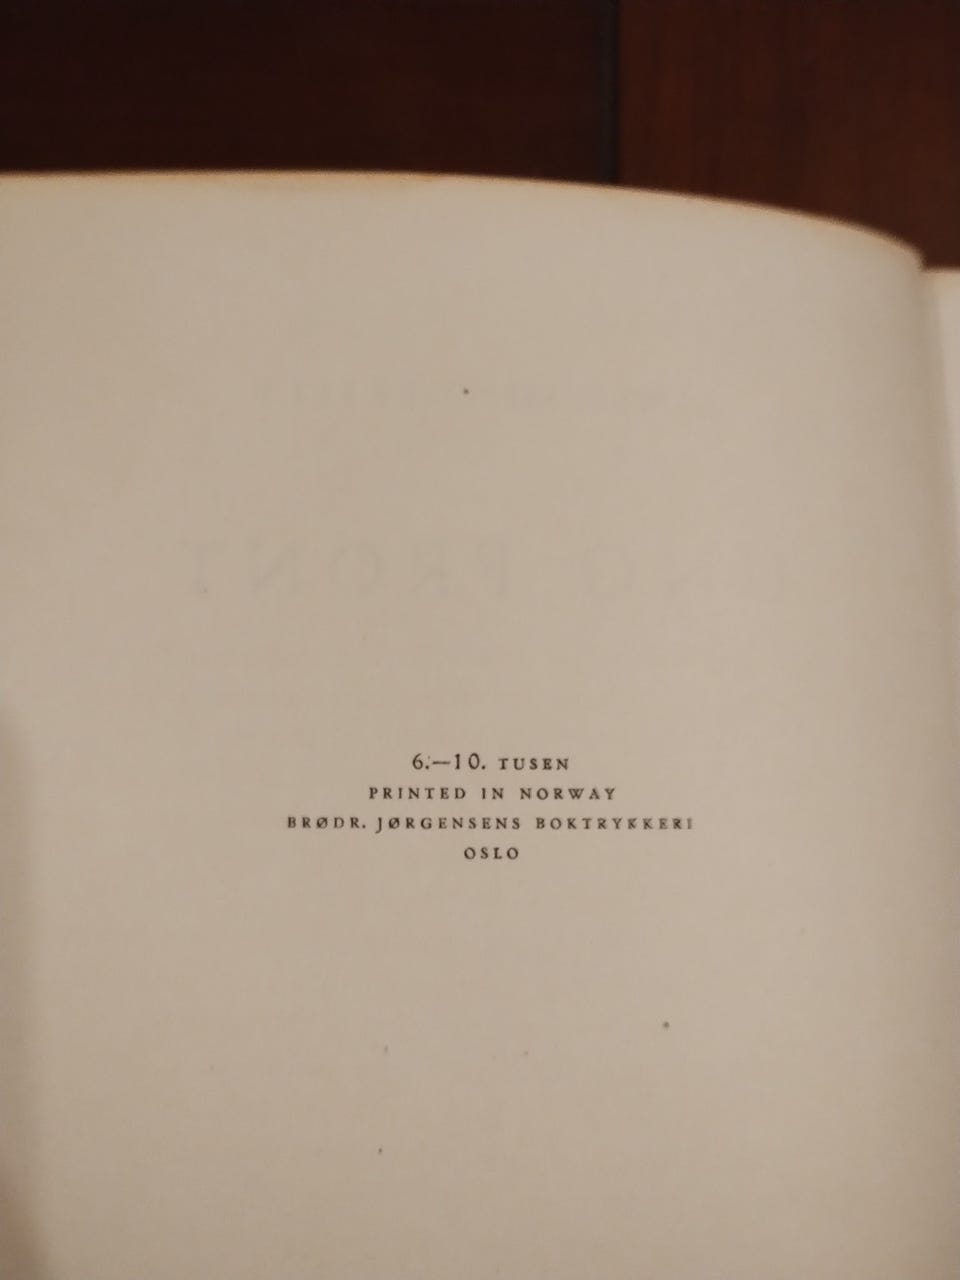 6.—10. TUSEN
PRINTED IN NORWAY
BRØDR. JØRGENSENS BOKTRYKKERI
OSLO